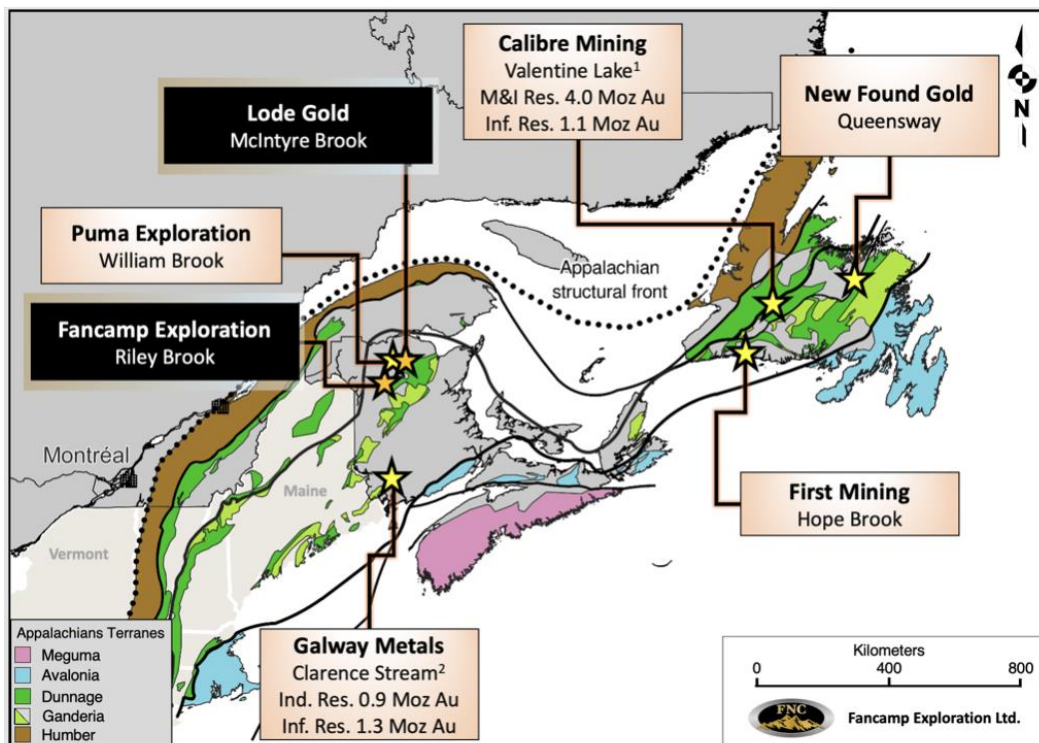 Calibre Mining
Valentine Lake¹
M&I Res. 4.0 Moz Au
Inf. Res. 1.1 Moz Au
New Found Gold
Queensway
N
Lode Gold
McIntyre Brook
Puma Exploration
William Brook
Fancamp Exploration
Riley Brook
Appalachian
structural front
Montréal
Maine
Vermont
First Mining
Hope Brook
Galway Metals
Clarence Stream²
Ind. Res. 0.9 Moz Au
Inf. Res. 1.3 Moz Au
Appalachians Terranes
Meguma
Avalonia
Dunnage
Ganderia
Humber
Kilometers
0 400 800
FNC
Fancamp Exploration Ltd.